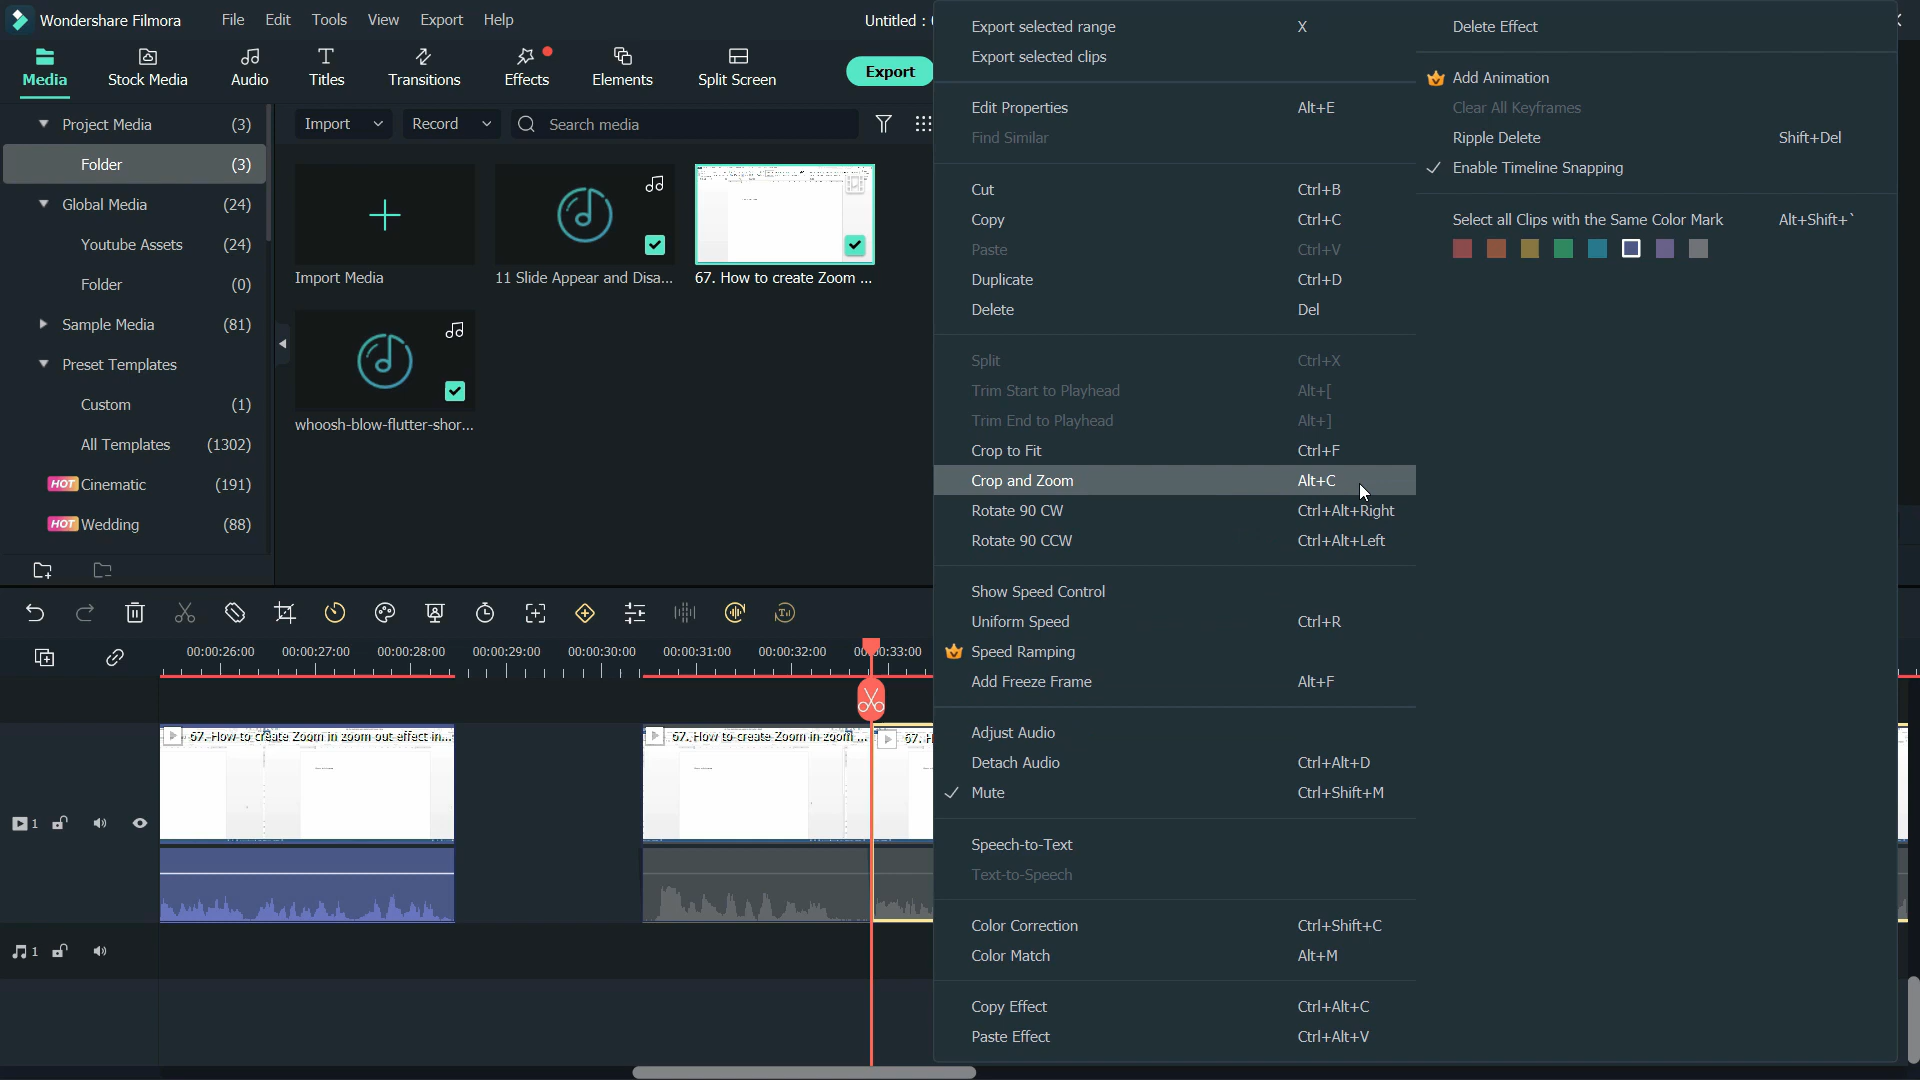 Wondershare Filmora File Edit Tools View Export Help Untitled :
Media Stock Media Audio Titles Transitions Effects Elements Split Screen Export
Project Media (3)
Folder (3)
Global Media (24)
Youtube Assets (24)
Folder (0)
Sample Media (81)
Preset Templates
Custom (1)
All Templates (1302)
HOT Cinematic (191)
HOT Wedding (88)
Import Record Search media
Import Media
11 Slide Appear and Disa...
67. How to create Zoom ...
whoosh-blow-flutter-shor...
Export selected range X
Export selected clips
Edit Properties Alt+E
Find Similar
Cut Ctrl+B
Copy Ctrl+C
Paste Ctrl+V
Duplicate Ctrl+D
Delete Del
Split Ctrl+X
Trim Start to Playhead Alt+[
Trim End to Playhead Alt+]
Crop to Fit Ctrl+F
Crop and Zoom Alt+C
Rotate 90 CW Ctrl+Alt+Right
Rotate 90 CCW Ctrl+Alt+Left
Show Speed Control
Uniform Speed Ctrl+R
Speed Ramping
Add Freeze Frame Alt+F
Adjust Audio
Detach Audio Ctrl+Alt+D
Mute Ctrl+Shift+M
Speech-to-Text
Text-to-Speech
Color Correction Ctrl+Shift+C
Color Match Alt+M
Copy Effect Ctrl+Alt+C
Paste Effect Ctrl+Alt+V
Delete Effect
Add Animation
Clear All Keyframes
Ripple Delete Shift+Del
Enable Timeline Snapping
Select all Clips with the Same Color Mark Alt+Shift+`
00:00:26:00 00:00:27:00 00:00:28:00 00:00:29:00 00:00:30:00 00:00:31:00 00:00:32:00 00:00:33:00
67. How to create Zoom in zoom out effect in...
67. How to create Zoom in zoom ...
67. H
1
1